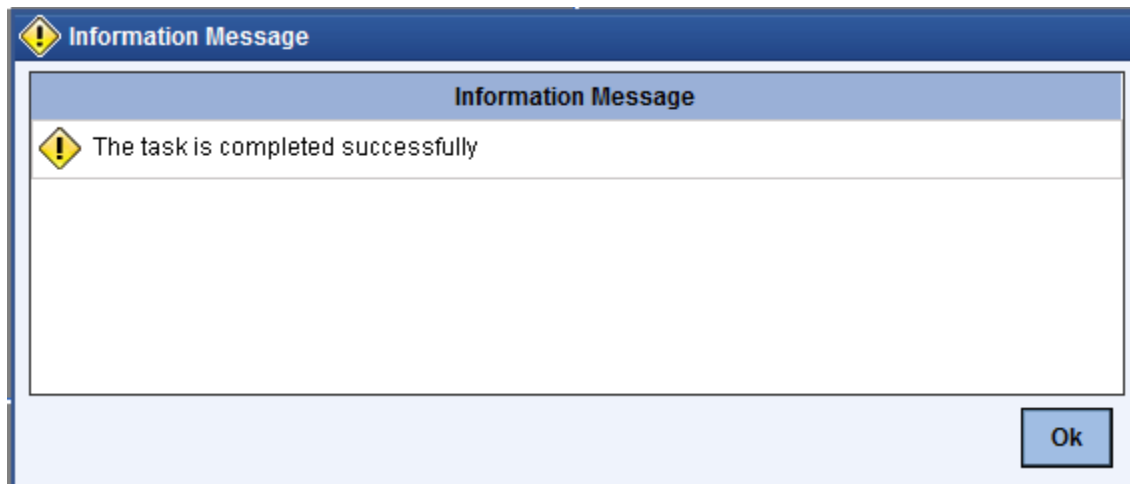 Information Message
Information Message
The task is completed successfully
Ok